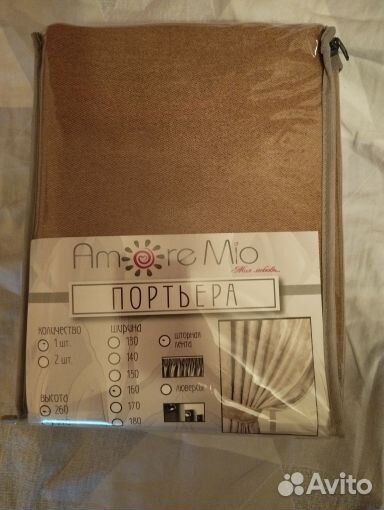 Amore Mio
Моя любовь...
ПОРТЬЕРА
количество
1 шт.
2 шт.
высота
260
ширина
130
140
150
160
170
180
шторная
лента
люверсы
Avito